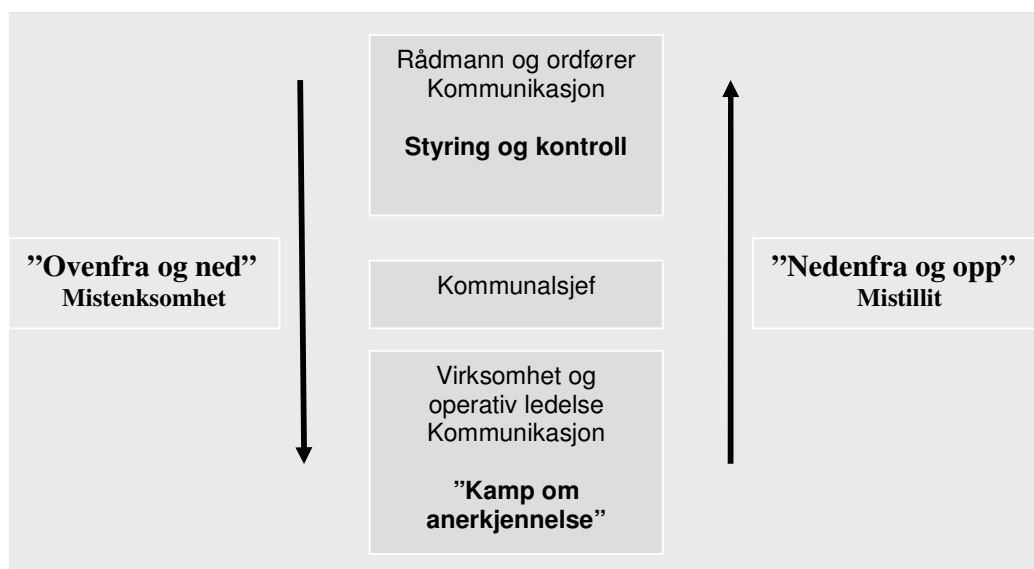 Rådmann og ordfører
Kommunikasjon
Styring og kontroll
”Ovenfra og ned”
Mistenksomhet
Kommunalsjef
”Nedenfra og opp”
Mistillit
Virksomhet og
operativ ledelse
Kommunikasjon
”Kamp om
anerkjennelse”